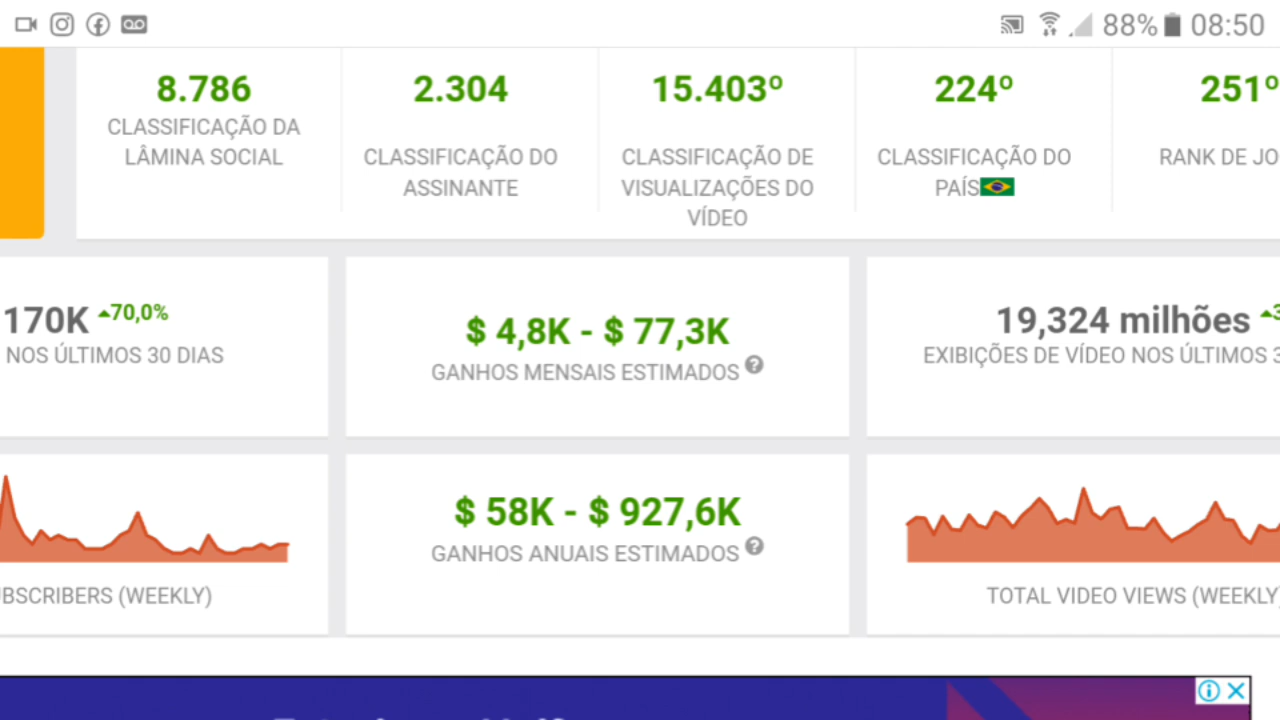 88% 08:50
8.786
CLASSIFICAÇÃO DA
LÂMINA SOCIAL
2.304
CLASSIFICAÇÃO DO
ASSINANTE
15.403º
CLASSIFICAÇÃO DE
VISUALIZAÇÕES DO
VÍDEO
224º
CLASSIFICAÇÃO DO
PAÍS
251º
RANK DE JO
170K 70,0%
NOS ÚLTIMOS 30 DIAS
$ 4,8K - $ 77,3K
GANHOS MENSAIS ESTIMADOS ?
19,324 milhões 3
EXIBIÇÕES DE VÍDEO NOS ÚLTIMOS 3
UBSCRIBERS (WEEKLY)
$ 58K - $ 927,6K
GANHOS ANUAIS ESTIMADOS ?
TOTAL VIDEO VIEWS (WEEKLY)